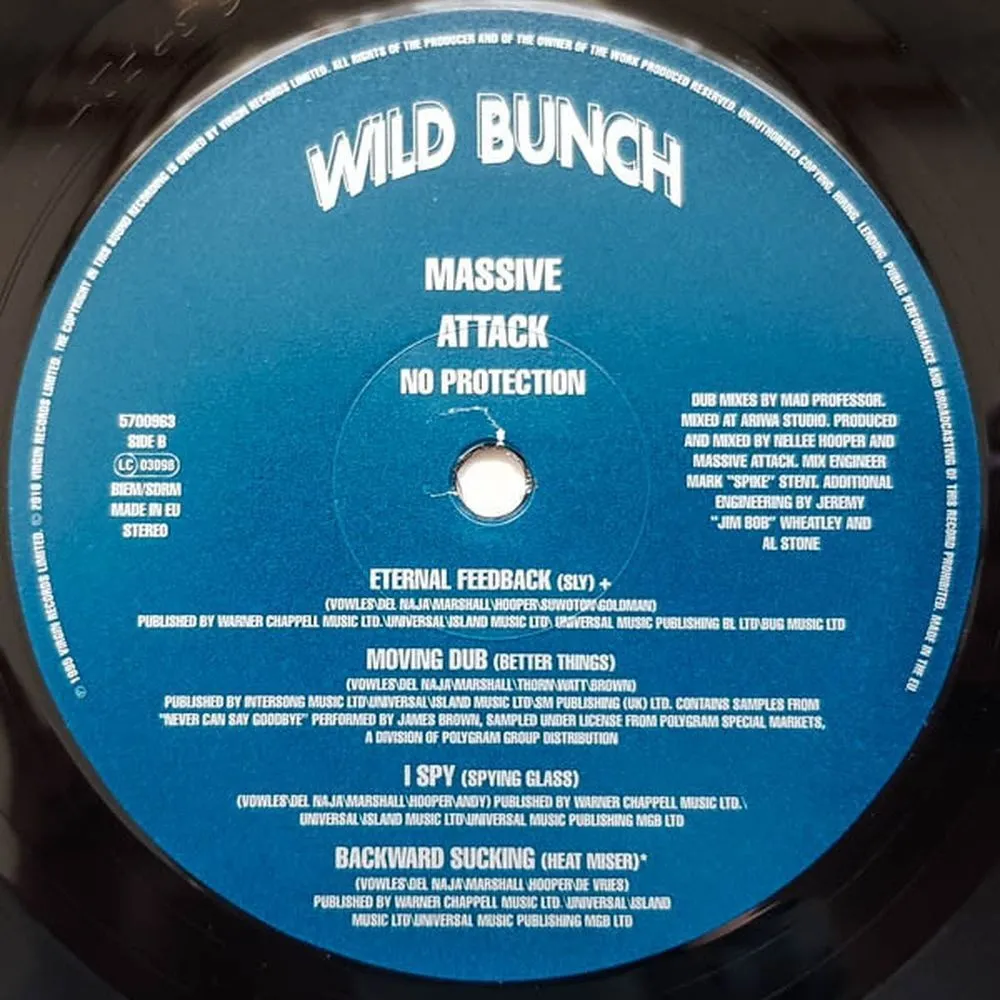 WILD BUNCH
MASSIVE
ATTACK
NO PROTECTION
5700963
SIDE B
LC 03098
BIEM/SDRM
MADE IN EU
STEREO
DUB MIXES BY MAD PROFESSOR.
MIXED AT ARIWA STUDIO. PRODUCED
AND MIXED BY NELLEE HOOPER AND
MASSIVE ATTACK. MIX ENGINEER
MARK "SPIKE" STENT. ADDITIONAL
ENGINEERING BY JEREMY
"JIM BOB" WHEATLEY AND
AL STONE
ETERNAL FEEDBACK (SLY) +
(VOWLES\DEL NAJA\MARSHALL\HOOPER\SUWOTON\GOLDMAN)
PUBLISHED BY WARNER CHAPPELL MUSIC LTD.\UNIVERSAL\ISLAND MUSIC LTD\ UNIVERSAL MUSIC PUBLISHING BL LTD\BUG MUSIC LTD
MOVING DUB (BETTER THINGS)
(VOWLES\DEL NAJA\MARSHALL\THORN\WATT\BROWN)
PUBLISHED BY INTERSONG MUSIC LTD\UNIVERSAL\ISLAND MUSIC LTD\SM PUBLISHING (UK) LTD. CONTAINS SAMPLES FROM
"NEVER CAN SAY GOODBYE" PERFORMED BY JAMES BROWN, SAMPLED UNDER LICENSE FROM POLYGRAM SPECIAL MARKETS,
A DIVISION OF POLYGRAM GROUP DISTRIBUTION
I SPY (SPYING GLASS)
(VOWLES\DEL NAJA\MARSHALL\HOOPER\ANDY) PUBLISHED BY WARNER CHAPPELL MUSIC LTD.\
UNIVERSAL\ISLAND MUSIC LTD\UNIVERSAL MUSIC PUBLISHING MGB LTD
BACKWARD SUCKING (HEAT MISER)*
(VOWLES\DEL NAJA\MARSHALL\HOOPER\DE VRIES)
PUBLISHED BY WARNER CHAPPELL MUSIC LTD.\UNIVERSAL\ISLAND
MUSIC LTD\UNIVERSAL MUSIC PUBLISHING MGB LTD
℗ 1995 VIRGIN RECORDS LIMITED. © 2016 VIRGIN RECORDS LIMITED. THE COPYRIGHT IN THIS SOUND RECORDING IS OWNED BY VIRGIN RECORDS LIMITED. ALL RIGHTS OF THE PRODUCER AND OF THE OWNER OF THE WORK PRODUCED RESERVED. UNAUTHORISED COPYING, HIRING, LENDING, PUBLIC PERFORMANCE AND BROADCASTING OF THIS RECORD PROHIBITED. MADE IN THE EU.